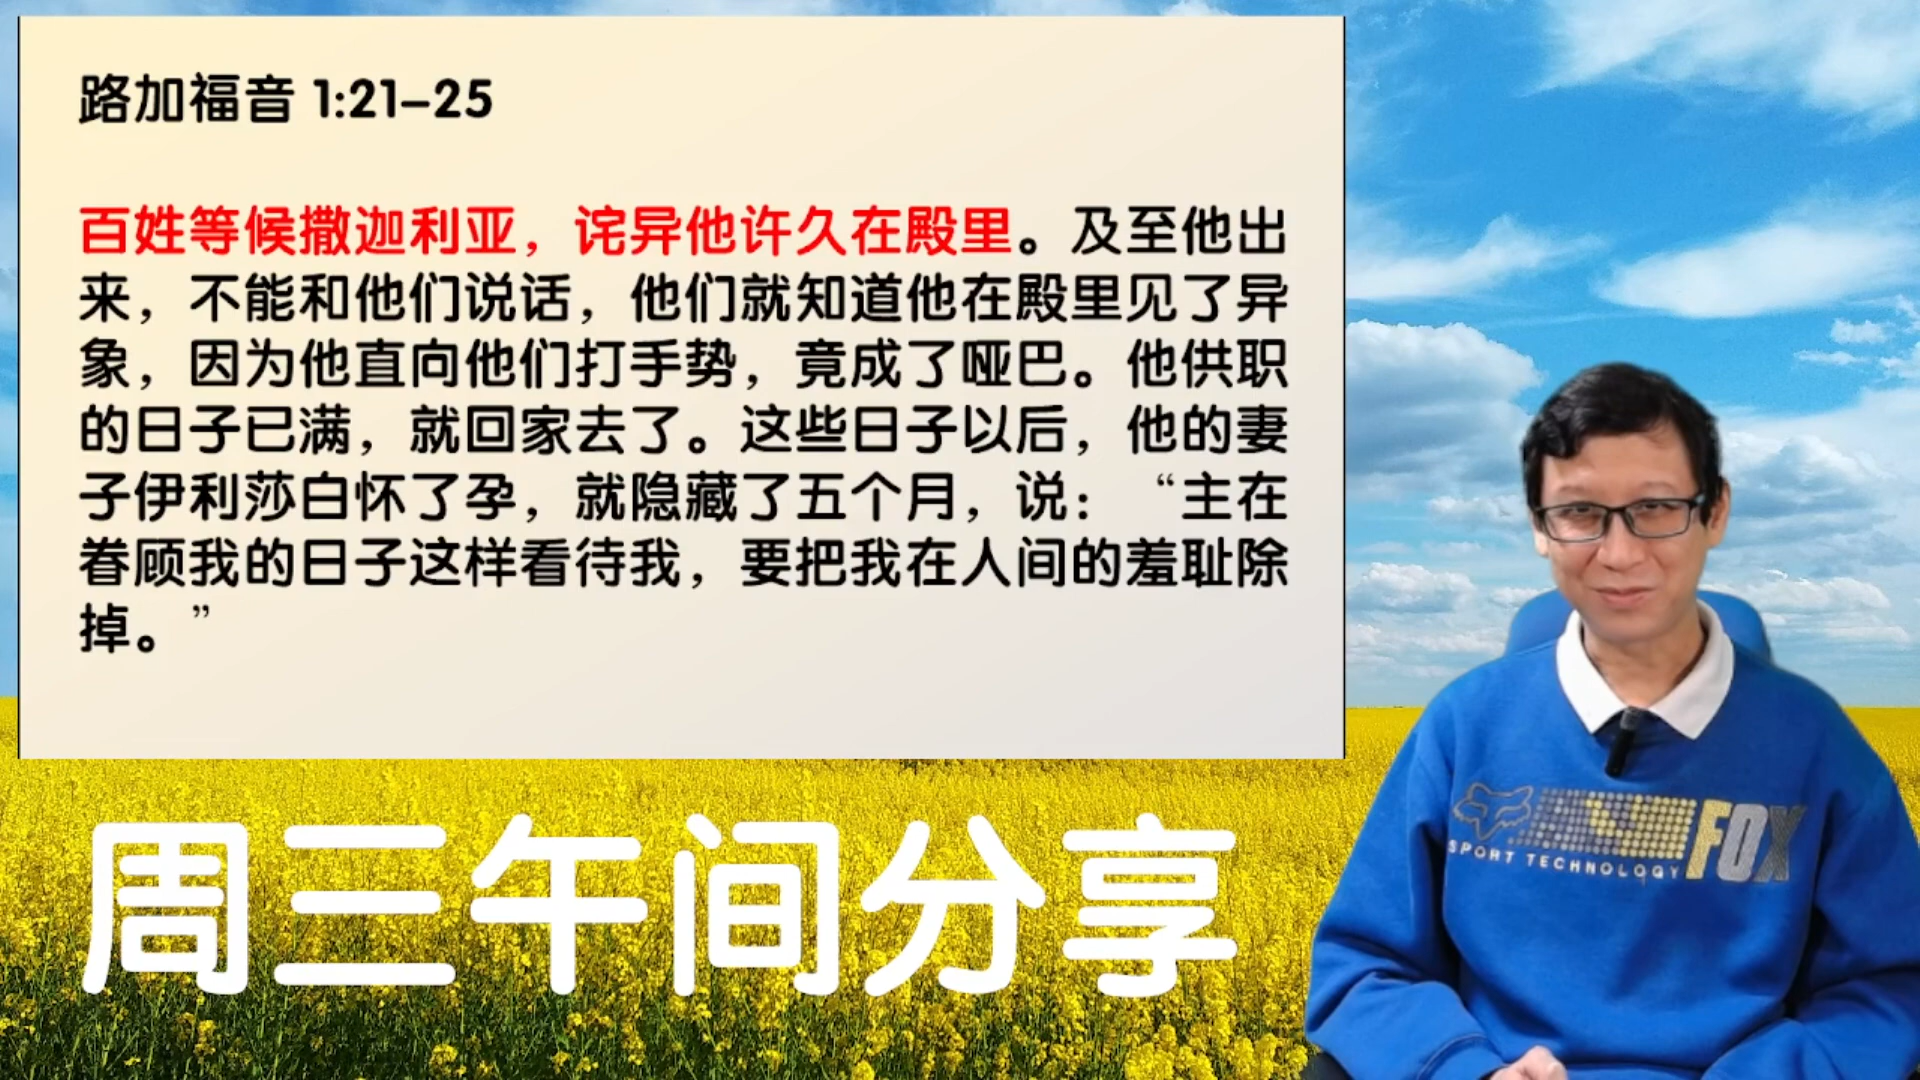 路加福音 1:21–25
百姓等候撒迦利亚，诧异他许久在殿里。及至他出
来，不能和他们说话，他们就知道他在殿里见了异
象，因为他直向他们打手势，竟成了哑巴。他供职
的日子已满，就回家去了。这些日子以后，他的妻
子伊利莎白怀了孕，就隐藏了五个月，说：“主在
眷顾我的日子这样看待我，要把我在人间的羞耻除
掉。”
周三午间分享
FOX
SPORT TECHNOLOGY